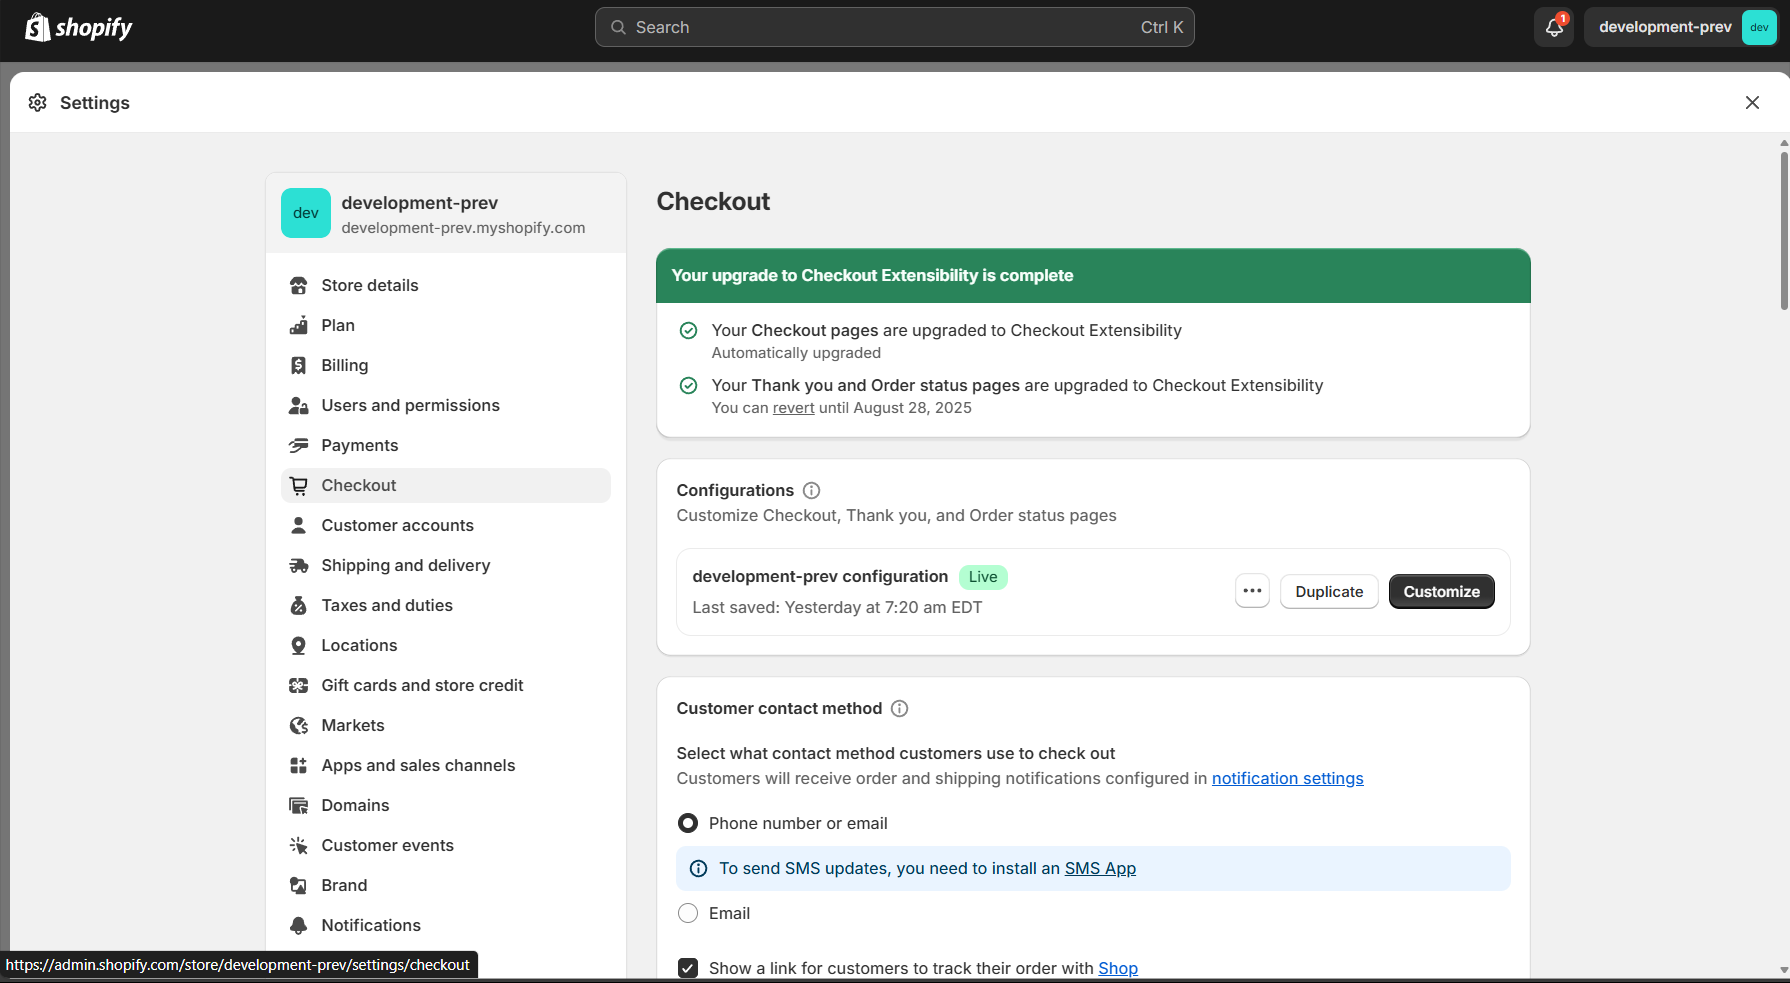 shopify
Search
Ctrl K
1
development-prev
dev
Settings
dev
development-prev
development-prev.myshopify.com
Store details
Plan
Billing
Users and permissions
Payments
Checkout
Customer accounts
Shipping and delivery
Taxes and duties
Locations
Gift cards and store credit
Markets
Apps and sales channels
Domains
Customer events
Brand
Notifications
https://admin.shopify.com/store/development-prev/settings/checkout
Checkout
Your upgrade to Checkout Extensibility is complete
Your Checkout pages are upgraded to Checkout Extensibility
Automatically upgraded
Your Thank you and Order status pages are upgraded to Checkout Extensibility
You can revert until August 28, 2025
Configurations
Customize Checkout, Thank you, and Order status pages
development-prev configuration Live
Last saved: Yesterday at 7:20 am EDT
Duplicate
Customize
Customer contact method
Select what contact method customers use to check out
Customers will receive order and shipping notifications configured in notification settings
Phone number or email
To send SMS updates, you need to install an SMS App
Email
Show a link for customers to track their order with Shop